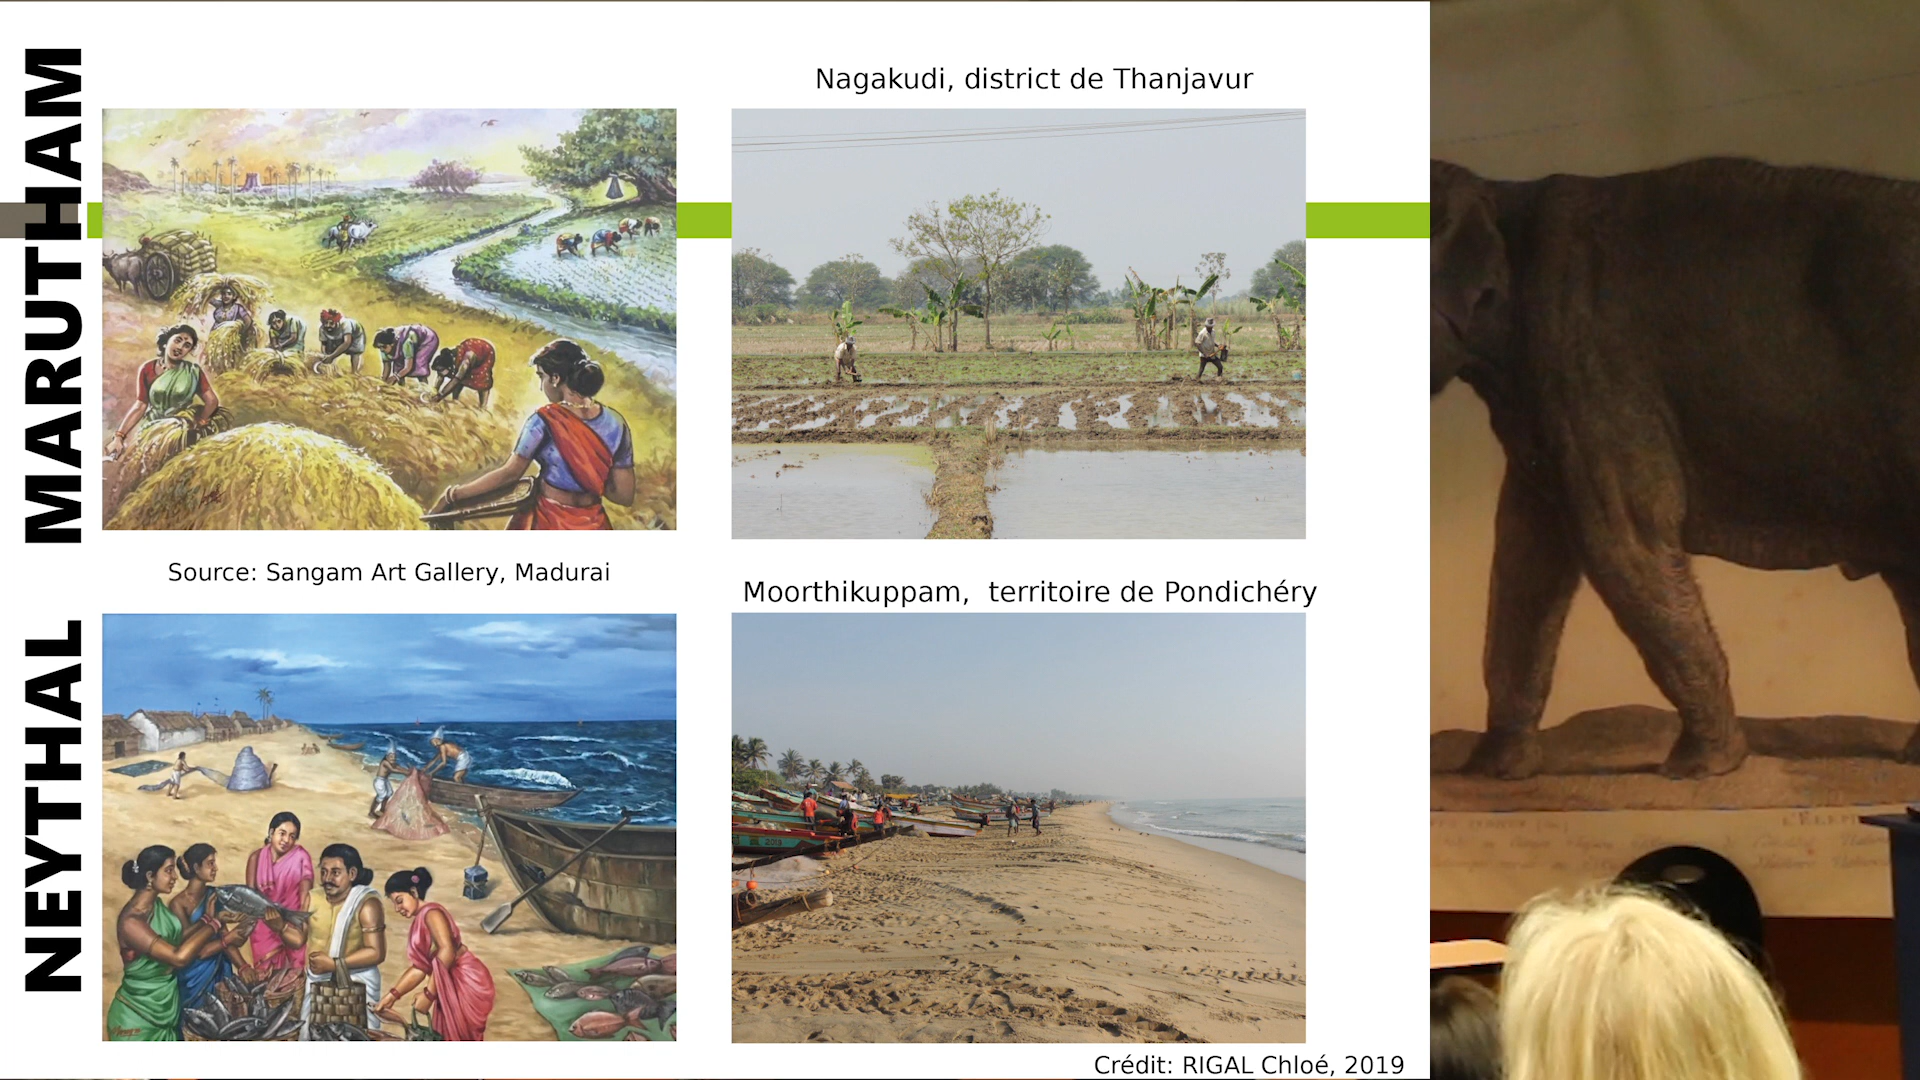 MARUTHAM
Nagakudi, district de Thanjavur
Source: Sangam Art Gallery, Madurai
NEYTHAL
Moorthikuppam,  territoire de Pondichéry
Crédit: RIGAL Chloé, 2019